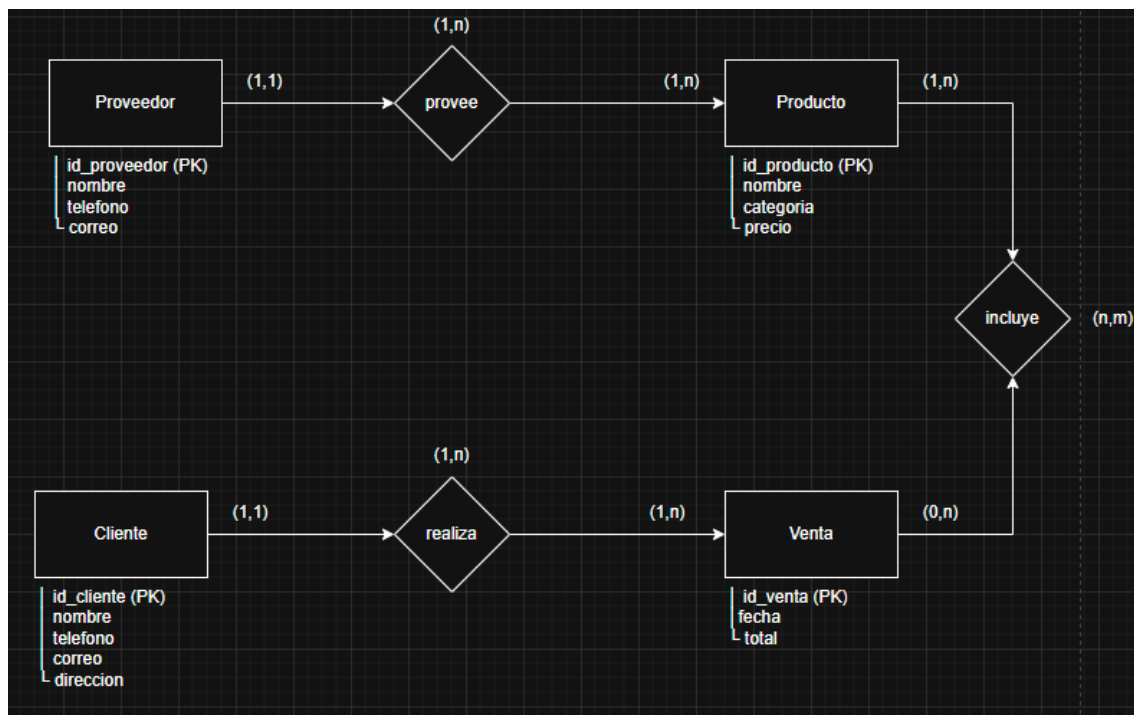 (1,n)
Proveedor
(1,1)
provee
(1,n)
Producto
(1,n)
id_proveedor (PK)
nombre
telefono
correo
id_producto (PK)
nombre
categoria
precio
incluye
(n,m)
(1,n)
Cliente
(1,1)
realiza
(1,n)
Venta
(0,n)
id_cliente (PK)
nombre
telefono
correo
direccion
id_venta (PK)
fecha
total